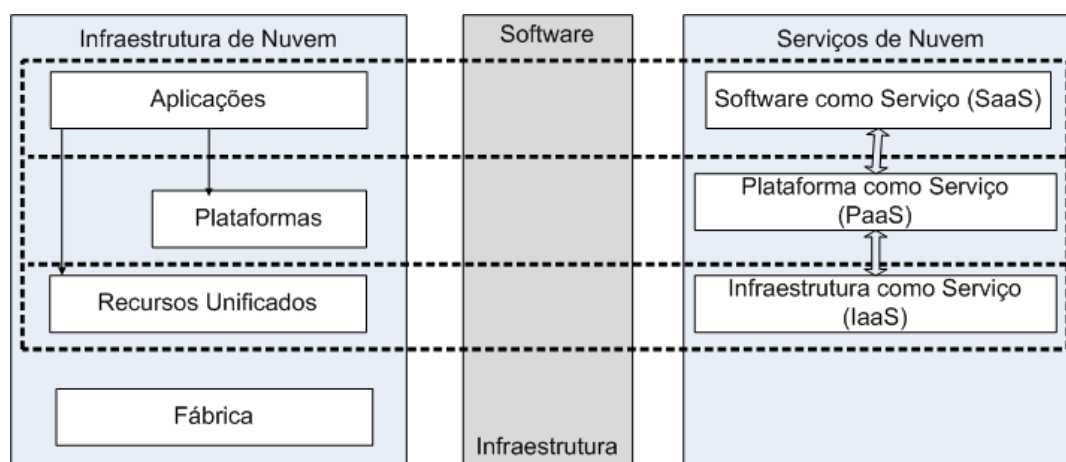 Infraestrutura de Nuvem
Aplicações
Plataformas
Recursos Unificados
Fábrica
Software
Infraestrutura
Serviços de Nuvem
Software como Serviço (SaaS)
Plataforma como Serviço
(PaaS)
Infraestrutura como Serviço
(IaaS)